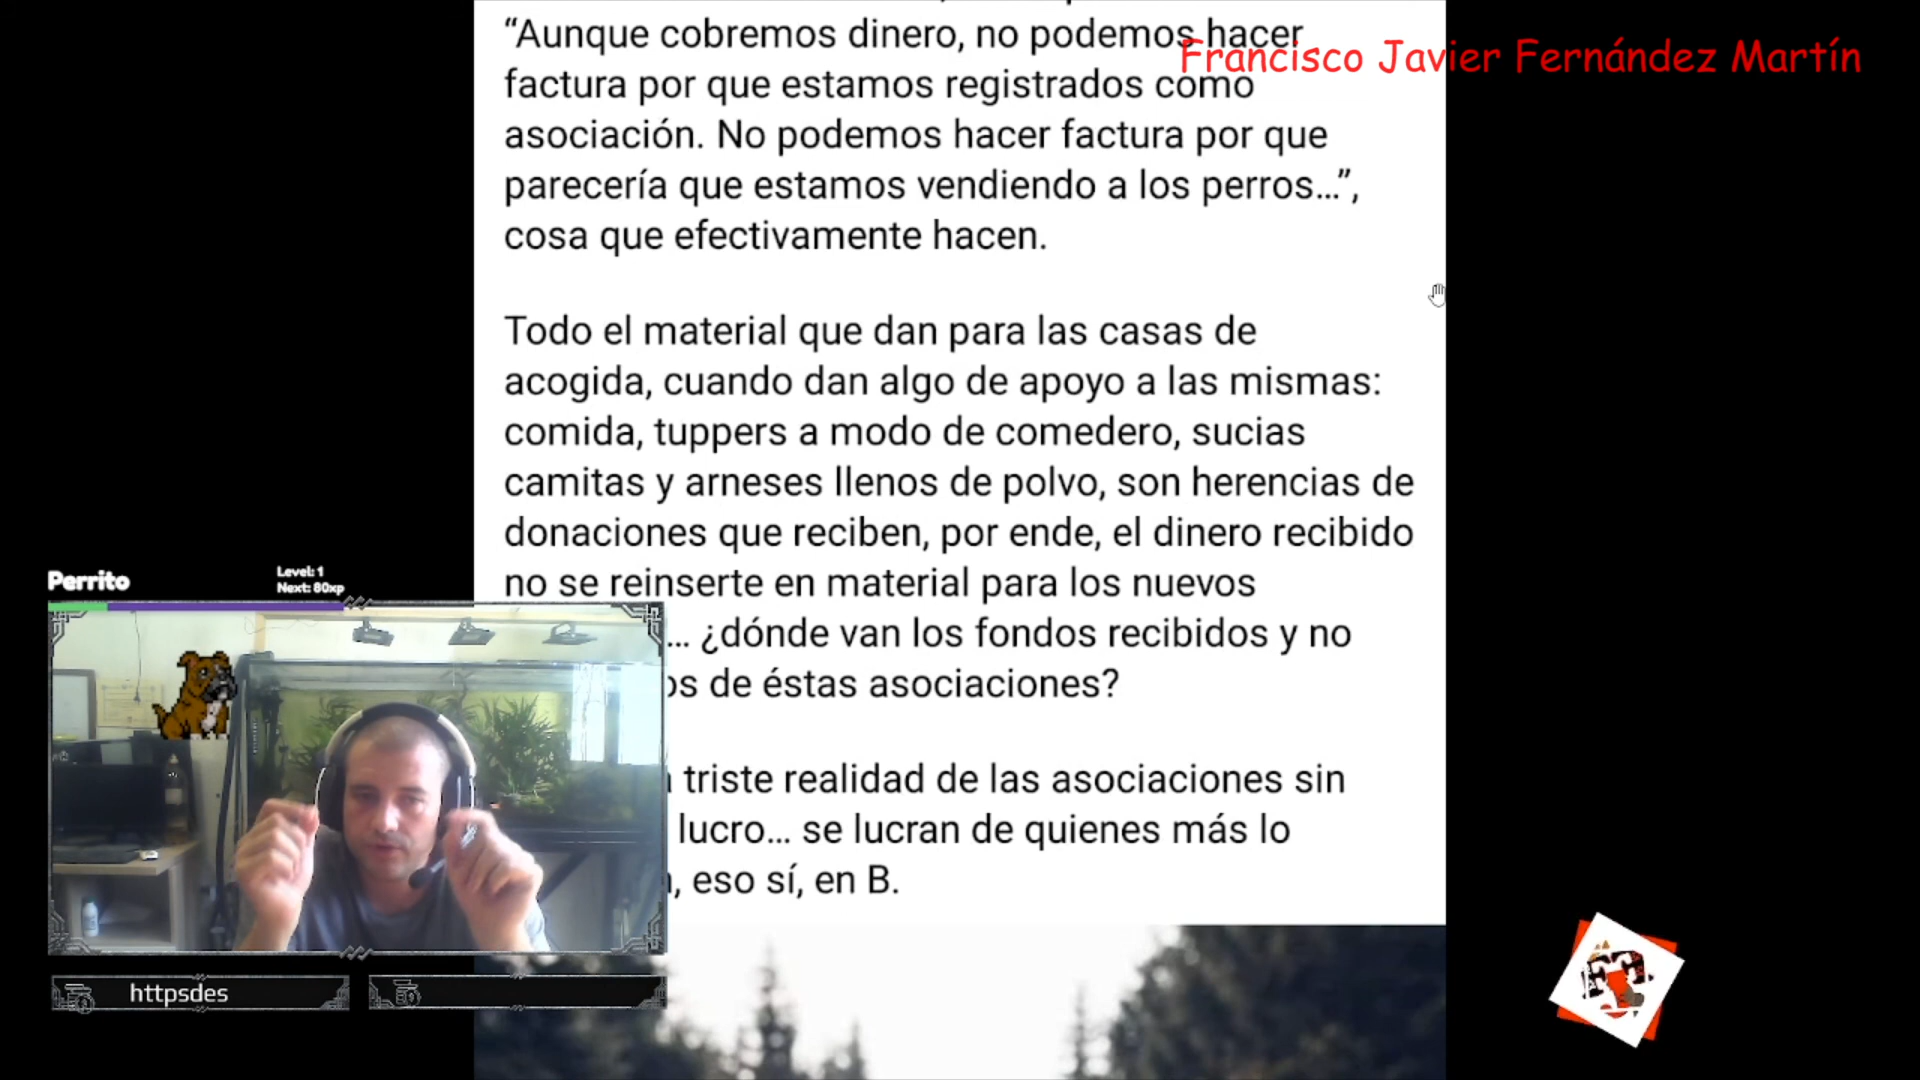 “Aunque cobremos dinero, no podemos hacer
Francisco Javier Fernández Martín
factura por que estamos registrados como
asociación. No podemos hacer factura por que
parecería que estamos vendiendo a los perros...”,
cosa que efectivamente hacen.
Todo el material que dan para las casas de
acogida, cuando dan algo de apoyo a las mismas:
comida, tuppers a modo de comedero, sucias
camitas y arneses llenos de polvo, son herencias de
donaciones que reciben, por ende, el dinero recibido
no se reinserte en material para los nuevos
... ¿dónde van los fondos recibidos y no
os de éstas asociaciones?
triste realidad de las asociaciones sin
lucro... se lucran de quienes más lo
, eso sí, en B.
Perrito
Level: 1
Next: 80xp
httpsdes